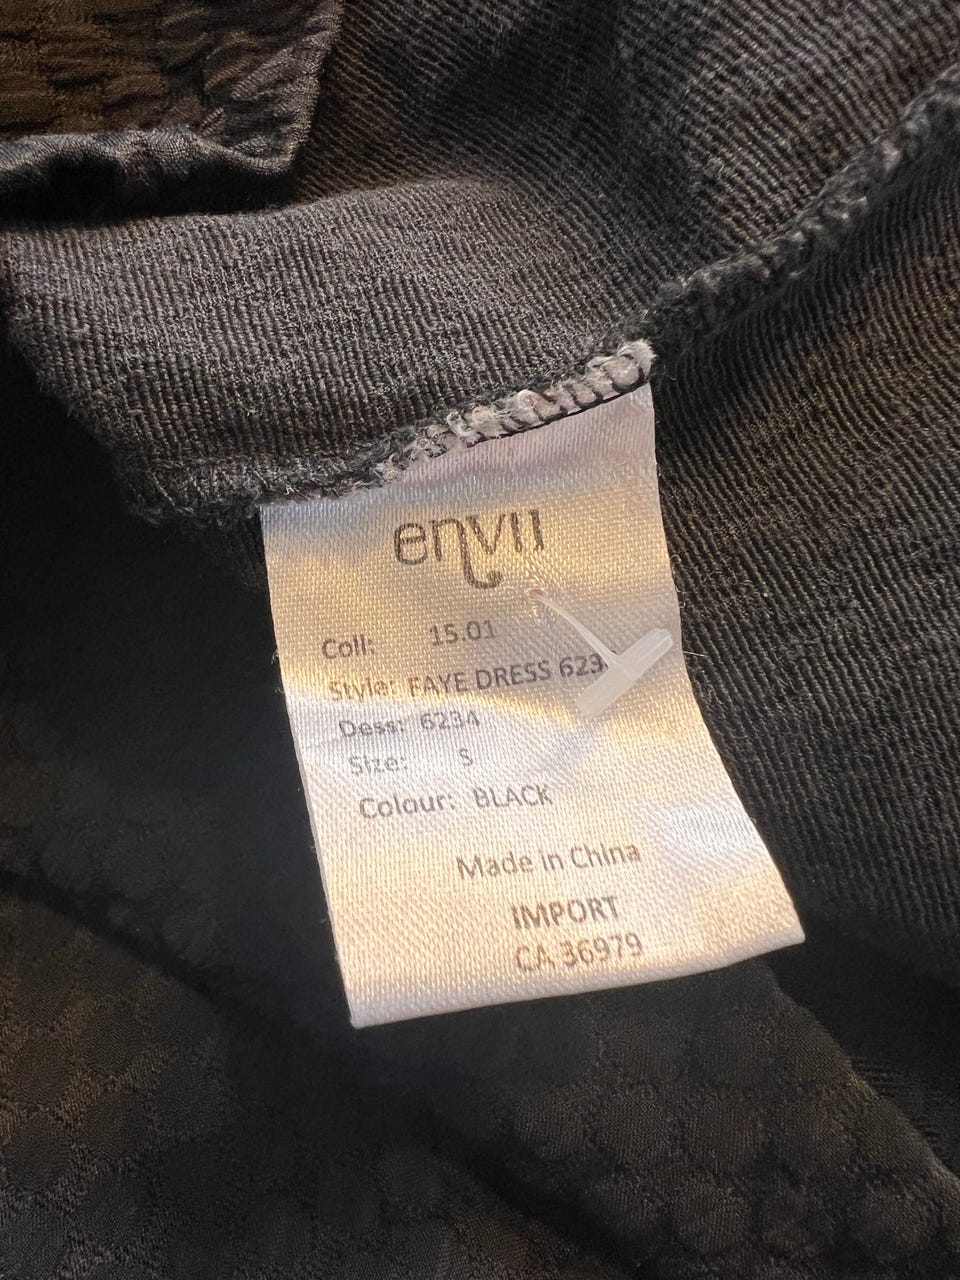 envii
Coll: 15.01
Style: FAYE DRESS 623
Dess: 6234
Size: S
Colour: BLACK
Made in China
IMPORT
CA 36979